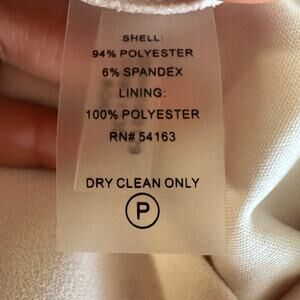 SHELL:
94% POLYESTER
6% SPANDEX
LINING:
100% POLYESTER
RN# 54163
DRY CLEAN ONLY
P